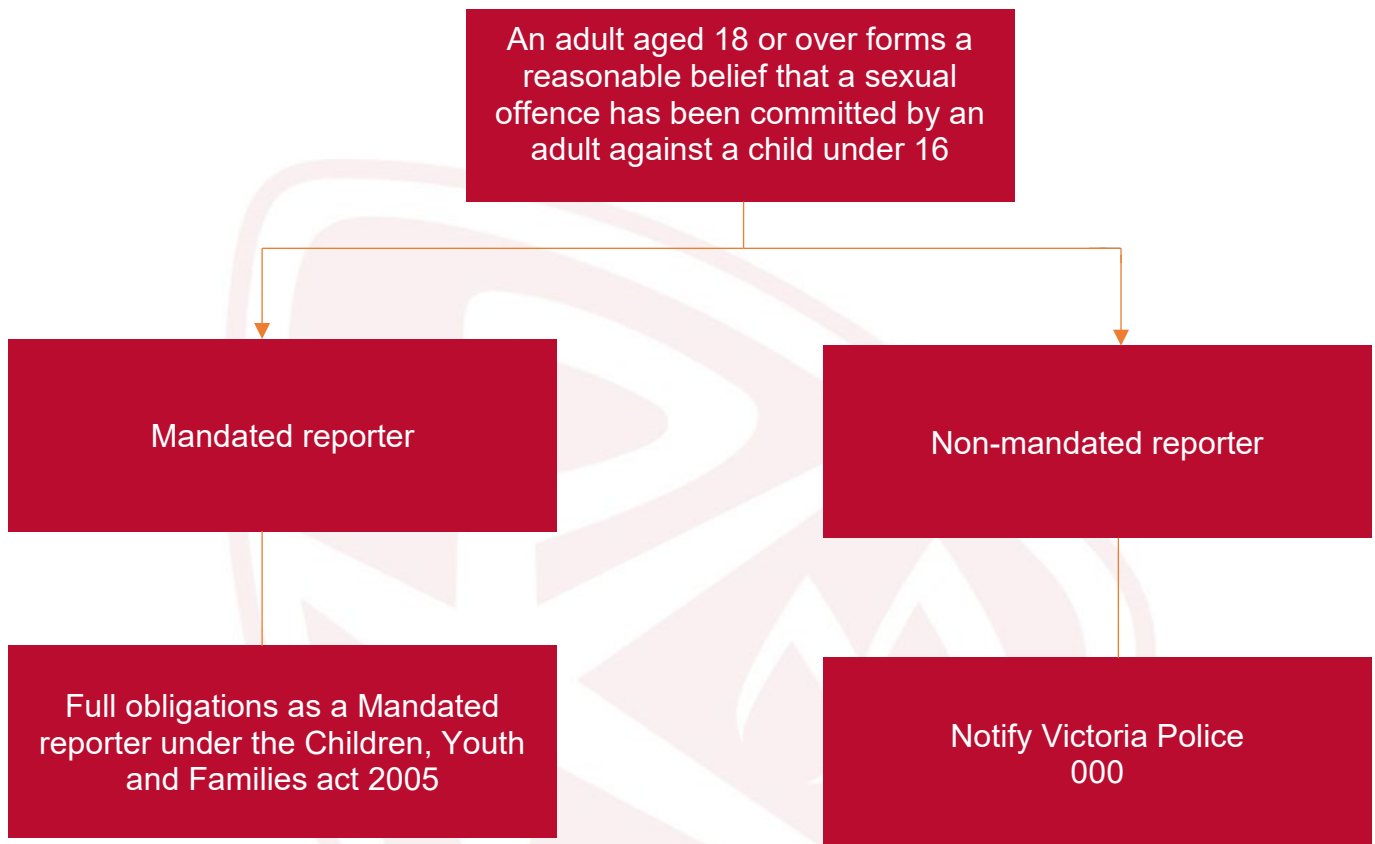 An adult aged 18 or over forms a
reasonable belief that a sexual
offence has been committed by an
adult against a child under 16
Mandated reporter
Non-mandated reporter
Full obligations as a Mandated
reporter under the Children, Youth
and Families act 2005
Notify Victoria Police
000